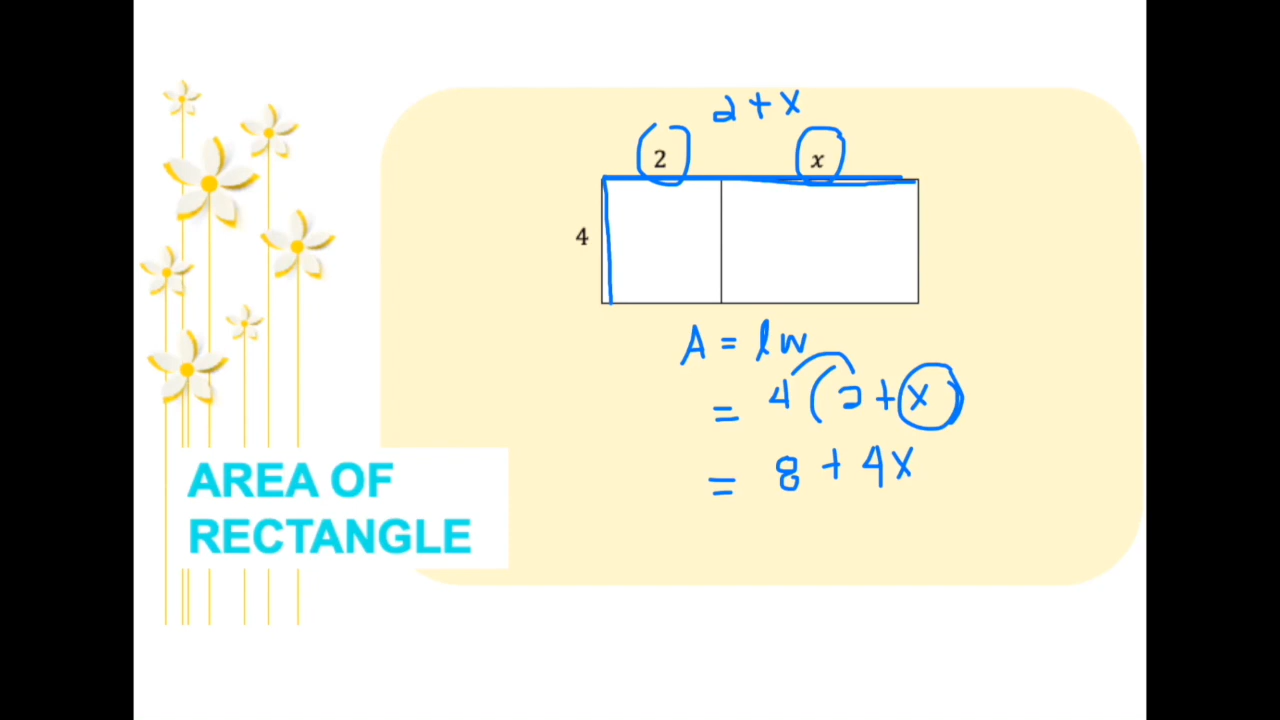 2 + x
2 x
4
A = lw
= 4 (2 + x)
= 8 + 4x
AREA OF
RECTANGLE